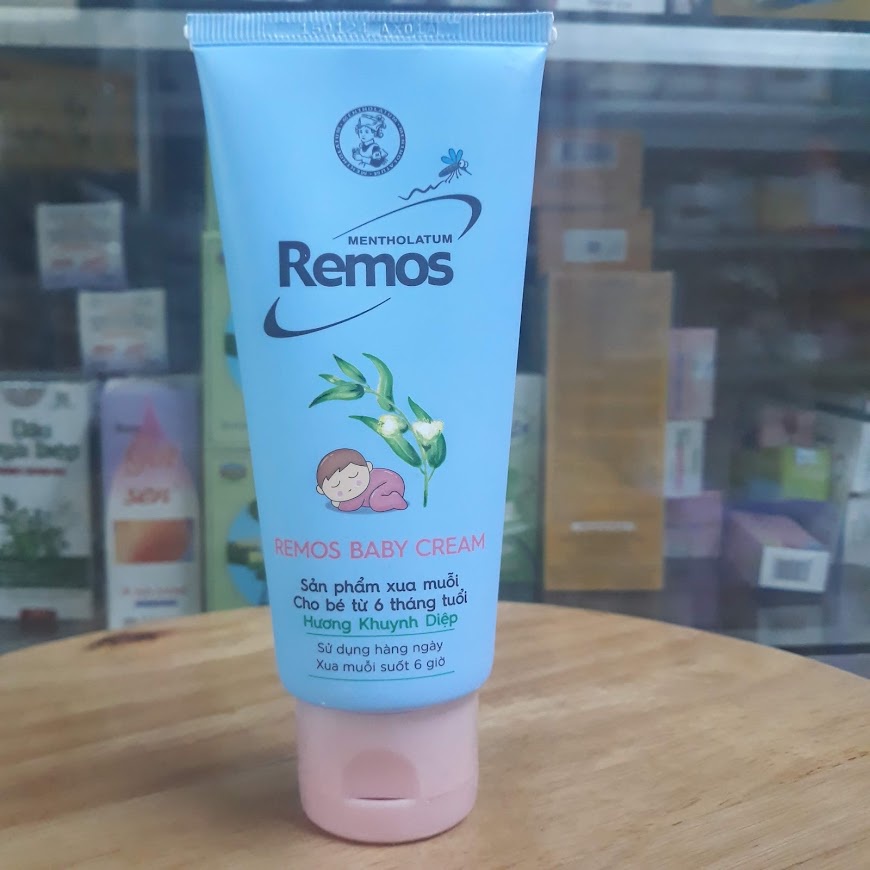 MENTHOLATUM
Remos
REMOS BABY CREAM
Sản phẩm xua muỗi
Cho bé từ 6 tháng tuổi
Hương Khuynh Diệp
Sử dụng hàng ngày
Xua muỗi suốt 6 giờ